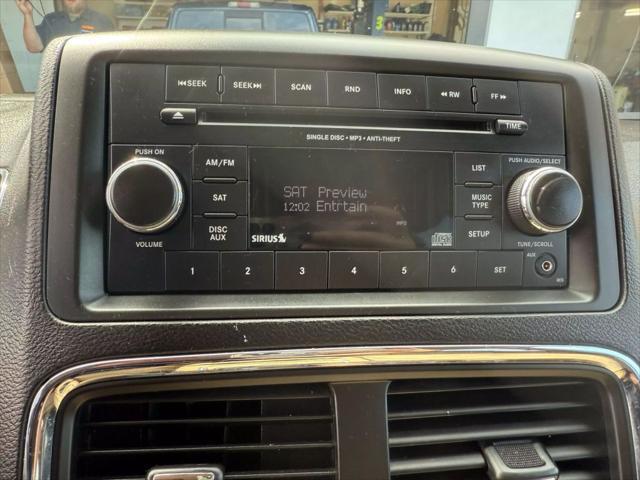 SEEK
SEEK
SCAN
RND
INFO
RW
FF
TIME
SINGLE DISC • MP3 • ANTI-THEFT
PUSH ON
AM/FM
LIST
PUSH AUDIO/SELECT
SAT Preview
SAT
12:02 Entrtain
MUSIC
TYPE
DISC
AUX
SIRIUS
SETUP
VOLUME
TUNE/SCROLL
AUX
1
2
3
4
5
6
SET